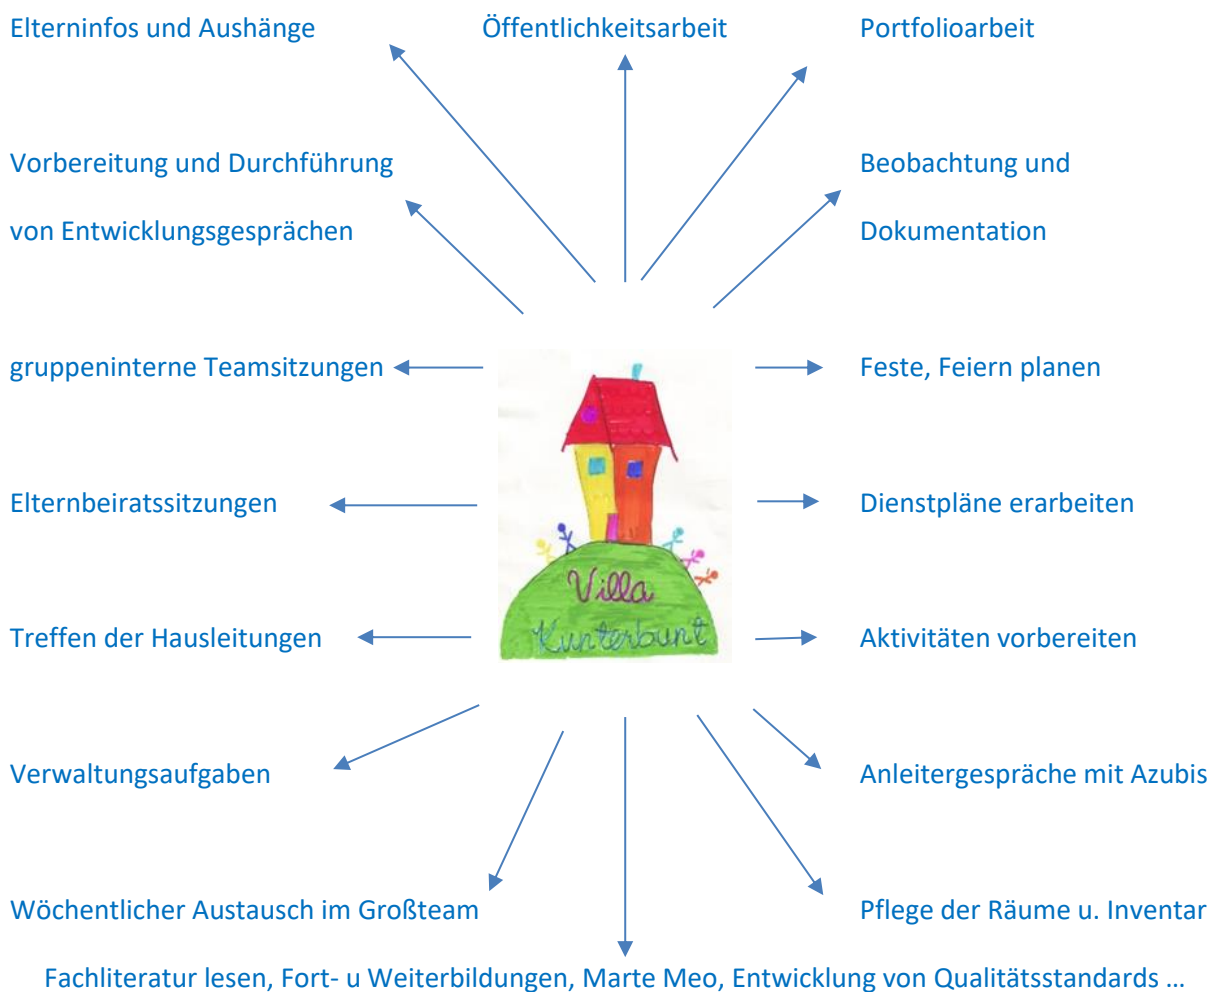 Elterninfos und Aushänge
Öffentlichkeitsarbeit
Portfolioarbeit
Vorbereitung und Durchführung
von Entwicklungsgesprächen
Beobachtung und
Dokumentation
gruppeninterne Teamsitzungen
Feste, Feiern planen
Elternbeiratssitzungen
Dienstpläne erarbeiten
Villa
Kunterbunt
Treffen der Hausleitungen
Aktivitäten vorbereiten
Verwaltungsaufgaben
Anleitergespräche mit Azubis
Wöchentlicher Austausch im Großteam
Pflege der Räume u. Inventar
Fachliteratur lesen, Fort- u Weiterbildungen, Marte Meo, Entwicklung von Qualitätsstandards ...